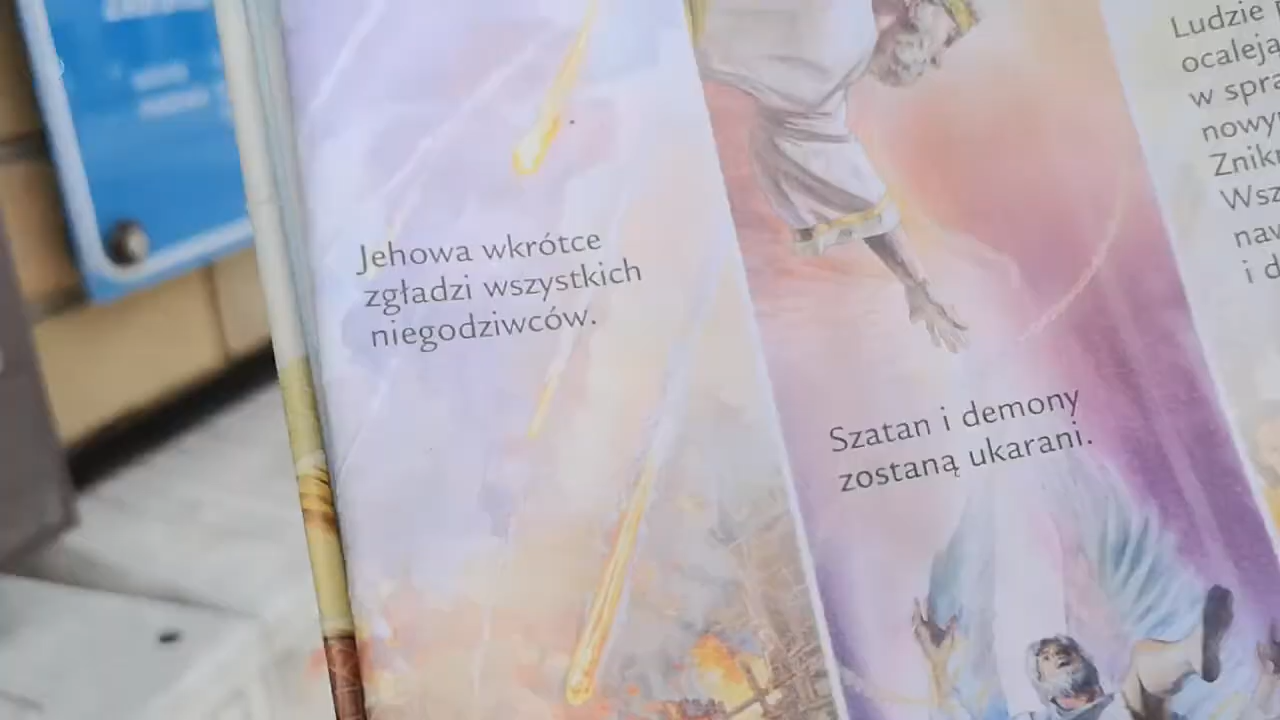 Jehowa wkrótce
zgładzi wszystkich
niegodziwców.
Szatan i demony
zostaną ukarani.
Ludzie
w
i